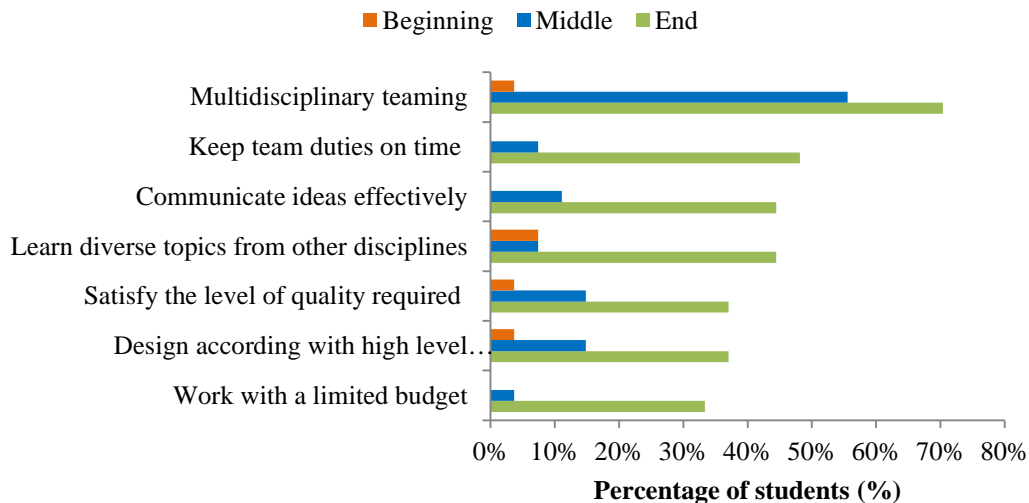 Beginning Middle End
Multidisciplinary teaming
Keep team duties on time
Communicate ideas effectively
Learn diverse topics from other disciplines
Satisfy the level of quality required
Design according with high level…
Work with a limited budget
0% 10% 20% 30% 40% 50% 60% 70% 80%
Percentage of students (%)